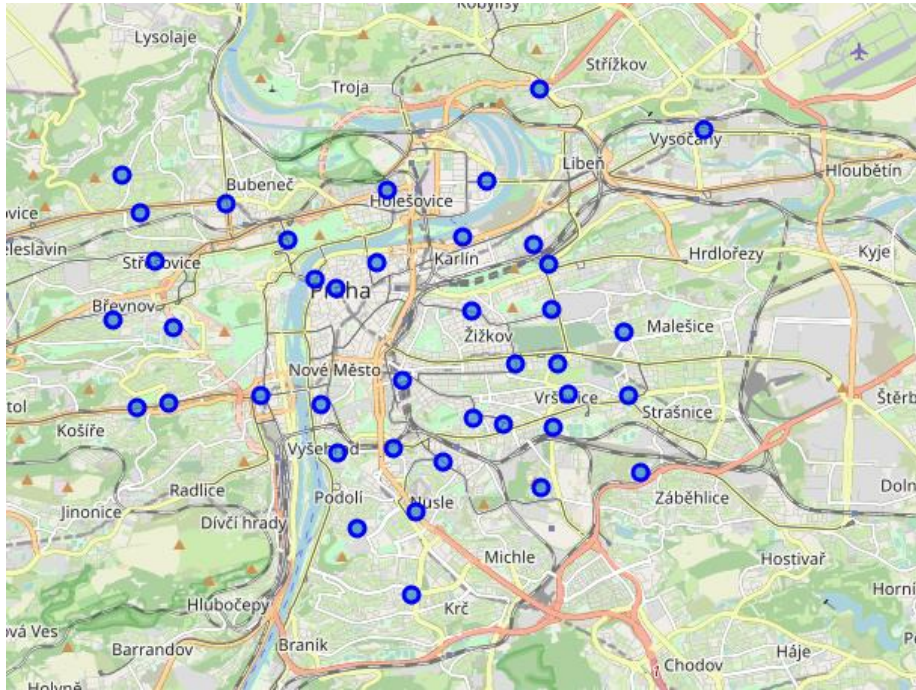 Kobylisy
Lysolaje
Střížkov
Troja
Vysočany
Libeň
Hloubětín
Bubeneč
Holešovice
ovice
eleslavín
Střešovice
Karlín
Hrdlořezy
Kyje
Praha
Břevnov
Žižkov
Malešice
Nové Město
Vršovice
Štěrb
tol
Košíře
Strašnice
Vyšehrad
Radlice
Podolí
Záběhlice
Doln
Jinonice
Nusle
Dívčí hrady
Michle
Hostivař
Horní
Hlubočepy
Krč
ová Ves
Barrandov
Braník
Háje
Chodov
1
Holyně